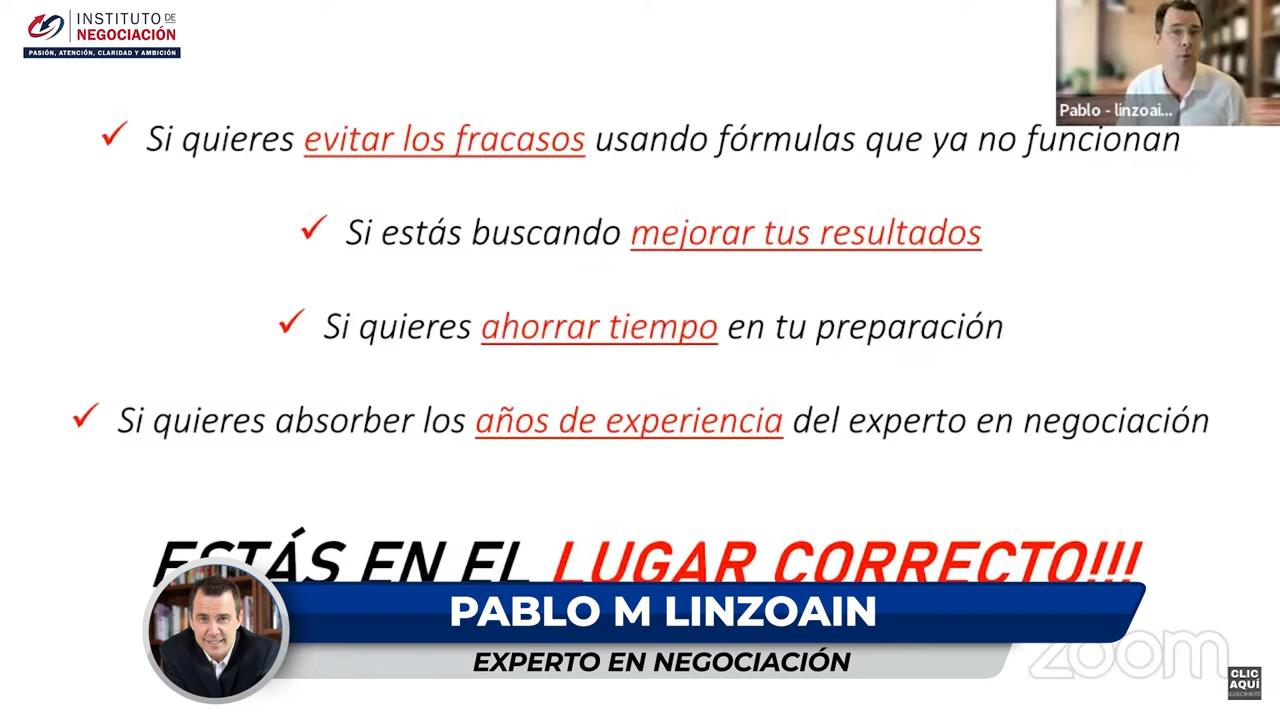 INSTITUTO DE
NEGOCIACIÓN
PASIÓN, ATENCIÓN, CLARIDAD Y AMBICIÓN
Pablo - linzoai...
Si quieres evitar los fracasos usando fórmulas que ya no funcionan
Si estás buscando mejorar tus resultados
Si quieres ahorrar tiempo en tu preparación
Si quieres absorber los años de experiencia del experto en negociación
ESTÁS EN EL LUGAR CORRECTO!!!
PABLO M LINZOAIN
EXPERTO EN NEGOCIACIÓN
zoom
CLIC
AQUÍ
SUSCRIBITE